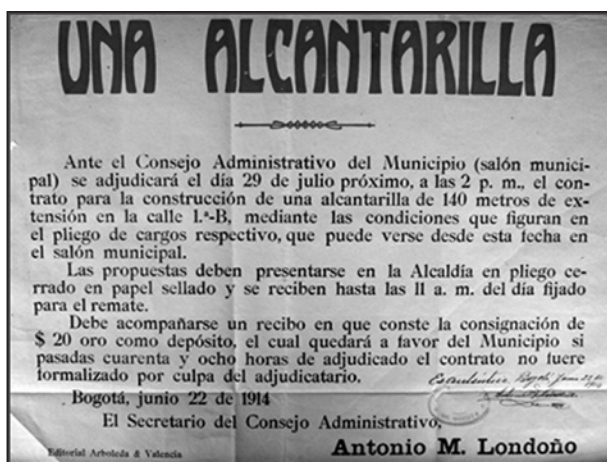 UNA ALCANTARILLA
Ante el Consejo Administrativo del Municipio (salón munici-
pal) se adjudicará el día 29 de julio próximo, a las 2 p. m., el con-
trato para la construcción de una alcantarilla de 140 metros de ex-
tensión en la calle 1.ª-B, mediante las condiciones que figuran en
el pliego de cargos respectivo, que puede verse desde esta fecha en
el salón municipal.
Las propuestas deben presentarse en la Alcaldía en pliego ce-
rrado en papel sellado y se reciben hasta las 11 a. m. del día fijado
para el remate.
Debe acompañarse un recibo en que conste la consignación de
$ 20 oro como depósito, el cual quedará a favor del Municipio si
pasadas cuarenta y ocho horas de adjudicado el contrato no fuere
formalizado por culpa del adjudicatario.
Bogotá, junio 22 de 1914
El Secretario del Consejo Administrativo,
Antonio M. Londoño
Editorial Arboleda & Valencia